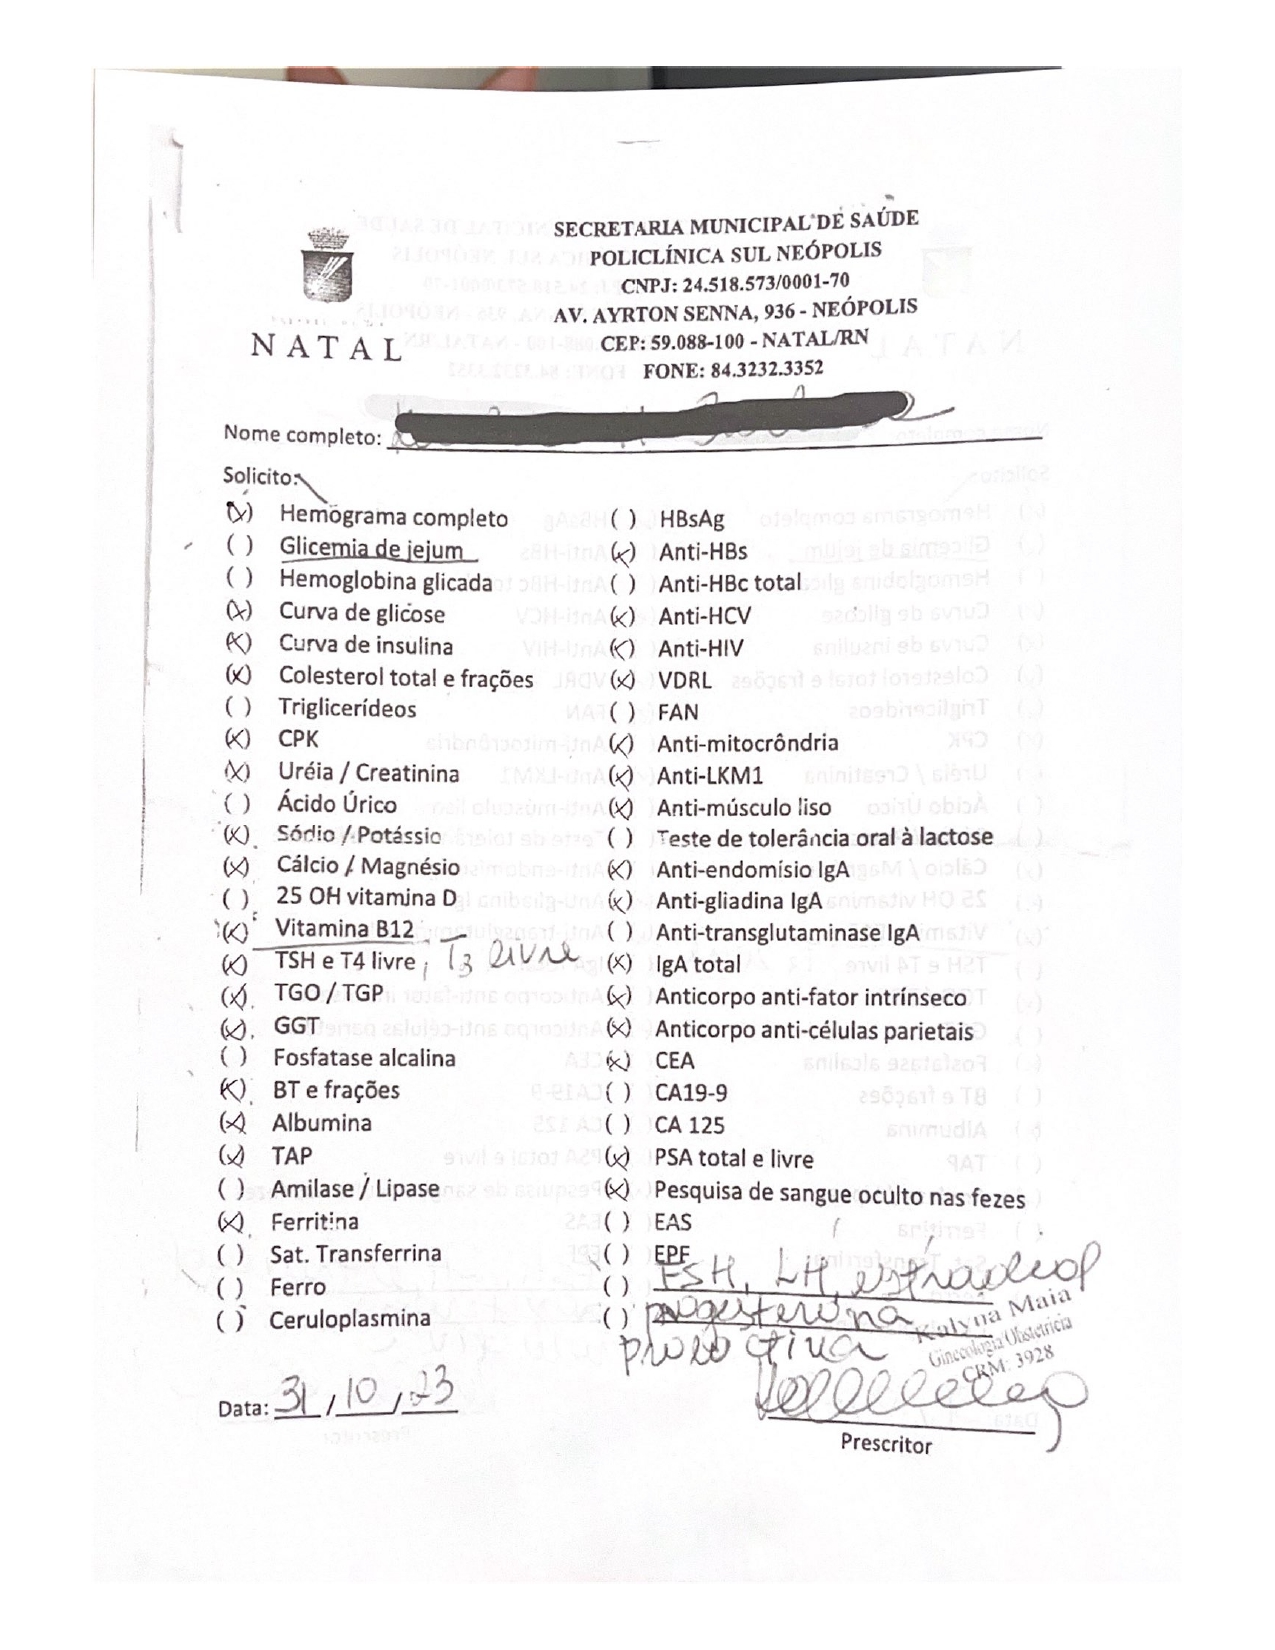 SECRETARIA MUNICIPAL DE SAÚDE
POLICLÍNICA SUL NEÓPOLIS
CNPJ: 24.518.573/0001-70
AV. AYRTON SENNA, 936 - NEÓPOLIS
CEP: 59.088-100 - NATAL/RN
FONE: 84.3232.3352
NATAL
Nome completo:
Solicito:
(x) Hemograma completo
( ) Glicemia de jejum
( ) Hemoglobina glicada
(x) Curva de glicose
(x) Curva de insulina
(x) Colesterol total e frações
( ) Triglicerídeos
(x) CPK
(x) Uréia / Creatinina
( ) Ácido Úrico
(x) Sódio / Potássio
(x) Cálcio / Magnésio
( ) 25 OH vitamina D
(x) Vitamina B12
(x) TSH e T4 livre, T3 livre
(x) TGO / TGP
(x) GGT
( ) Fosfatase alcalina
(x) BT e frações
(x) Albumina
(x) TAP
( ) Amilase / Lipase
(x) Ferritina
( ) Sat. Transferrina
( ) Ferro
( ) Ceruloplasmina
( ) HBsAg
(x) Anti-HBs
( ) Anti-HBc total
(x) Anti-HCV
(x) Anti-HIV
(x) VDRL
( ) FAN
(x) Anti-mitocrôndria
(x) Anti-LKM1
(x) Anti-músculo liso
( ) Teste de tolerância oral à lactose
(x) Anti-endomísio IgA
(x) Anti-gliadina IgA
( ) Anti-transglutaminase IgA
(x) IgA total
(x) Anticorpo anti-fator intrínseco
(x) Anticorpo anti-células parietais
(x) CEA
( ) CA19-9
( ) CA 125
(x) PSA total e livre
(x) Pesquisa de sangue oculto nas fezes
( ) EAS
( ) EPF
( ) FSH, LH, estradiol
( ) progesterona
prolactina
Kalyna Maia
Ginecologia/Obstetrícia
CRM: 3928
Data: 31/10/23
Prescritor